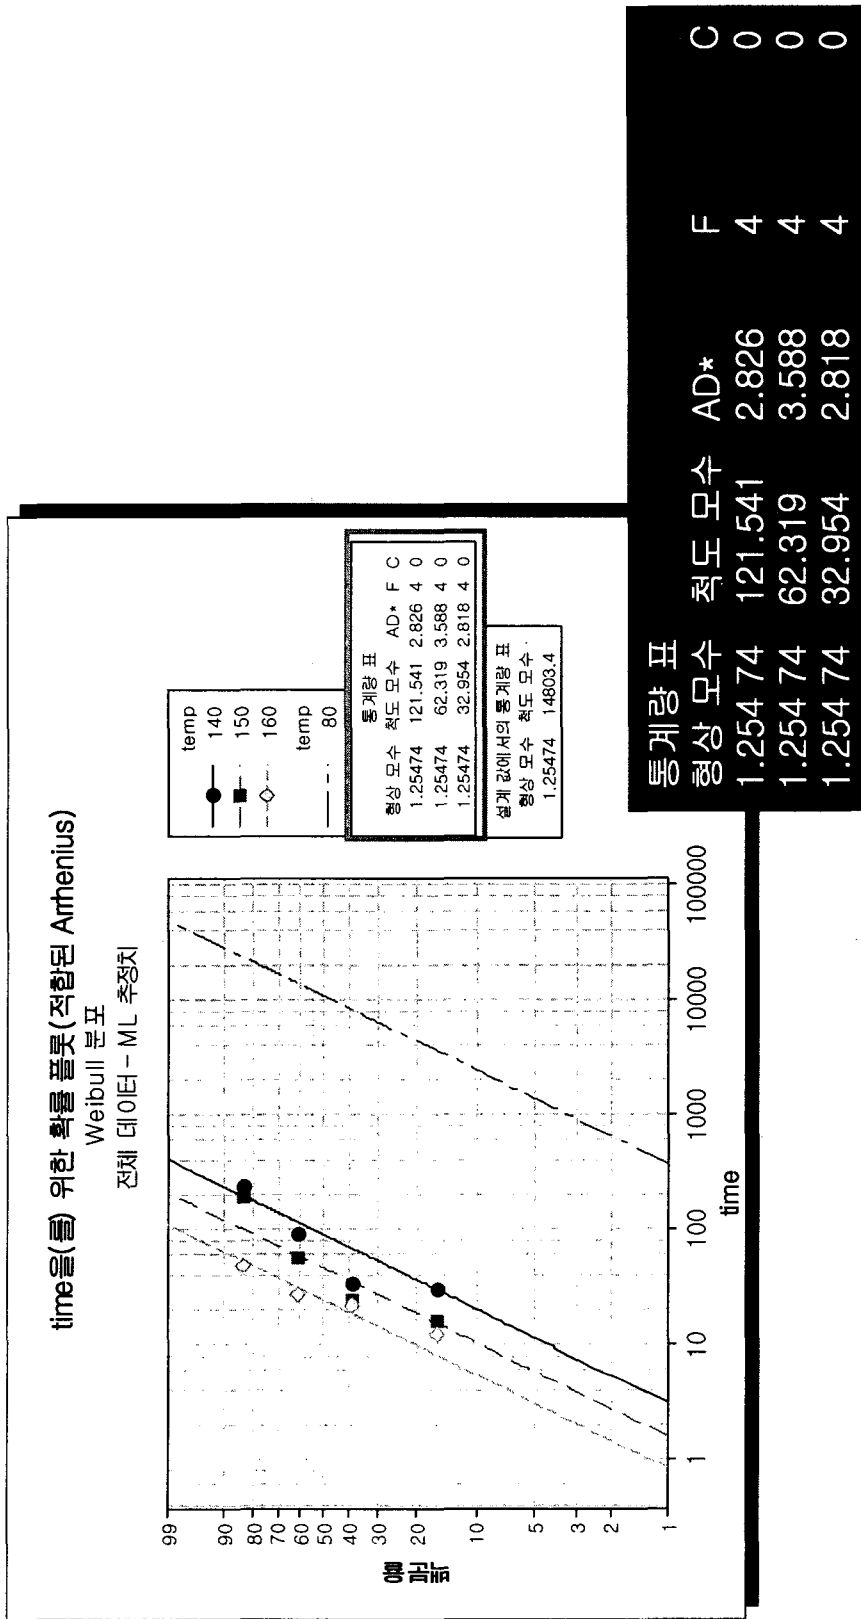 time을(를) 위한 확률 플롯(적합된 Arrhenius)
Weibull 분포
전체 데이터 - ML 추정치
백분율
99
90
80
70
60
50
40
30
20
10
5
3
2
1
1
10
100
1000
10000
100000
time
temp
140
150
160
temp
80
통계량 표
형상 모수 척도 모수 AD* F C
1.25474 121.541 2.826 4 0
1.25474 62.319 3.588 4 0
1.25474 32.954 2.818 4 0
설계 값에서의 통계량 표
형상 모수 척도 모수
1.25474 14803.4
통계량 표
형상 모수 척도 모수 AD* F C
1.254 74 121.541 2.826 4 0
1.254 74 62.319 3.588 4 0
1.254 74 32.954 2.818 4 0